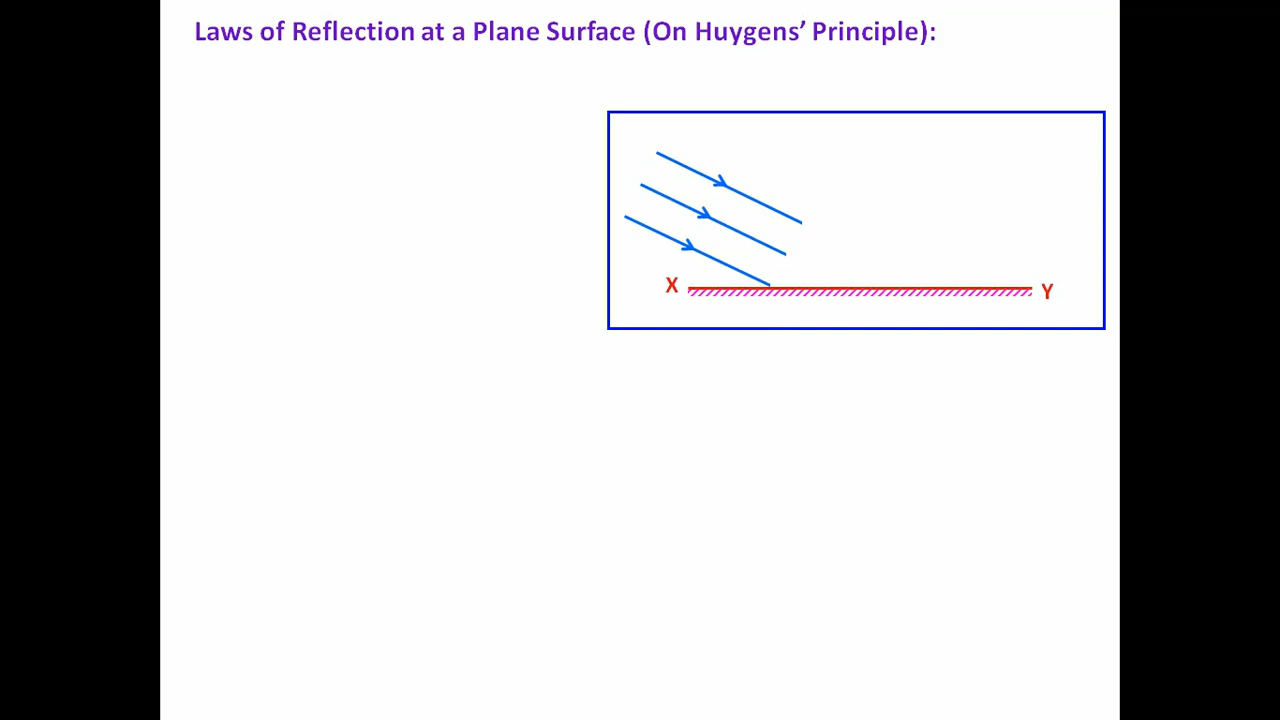 Laws of Reflection at a Plane Surface (On Huygens’ Principle):
X
Y